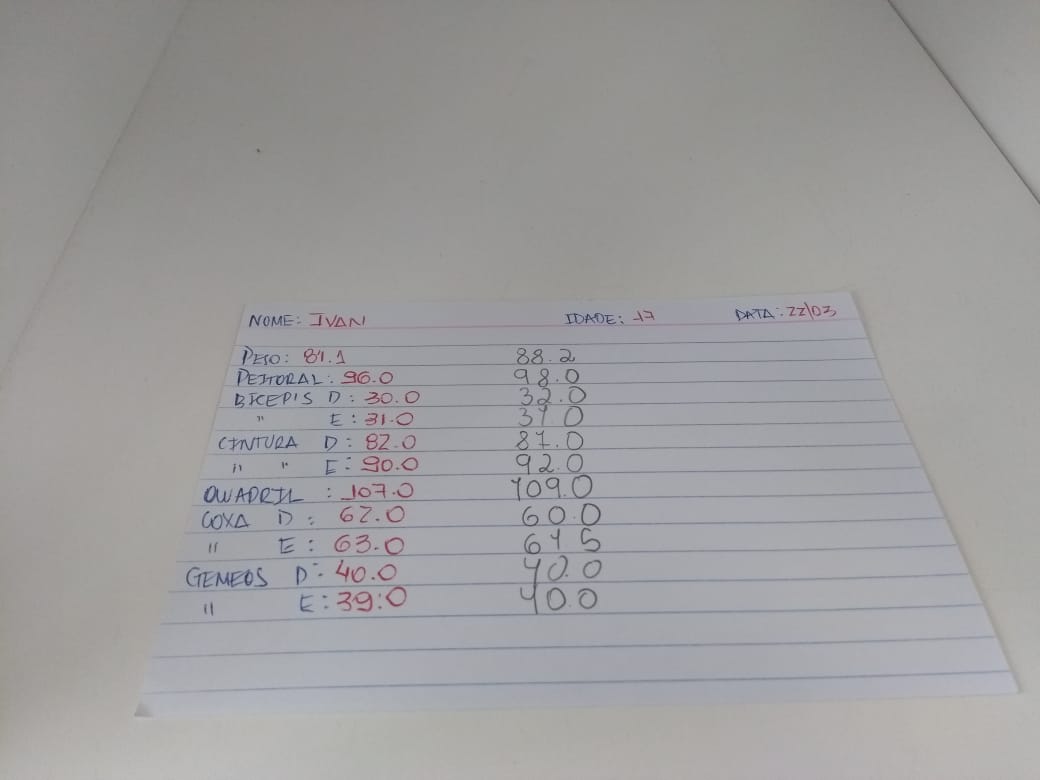 NOME: IVAN IDADE: 17 DATA: 22/03
PESO: 81.1 88.2
PEITORAL: 96.0 98.0
BICEPIS D: 30.0 32.0
" E: 31.0 31 0
CINTURA D: 82.0 87.0
" " E: 90.0 92.0
QUADRIL: 107.0 109.0
COXA D: 62.0 60.0
" E: 63.0 61 5
GEMEOS D: 40.0 40.0
" E: 39.0 40.0